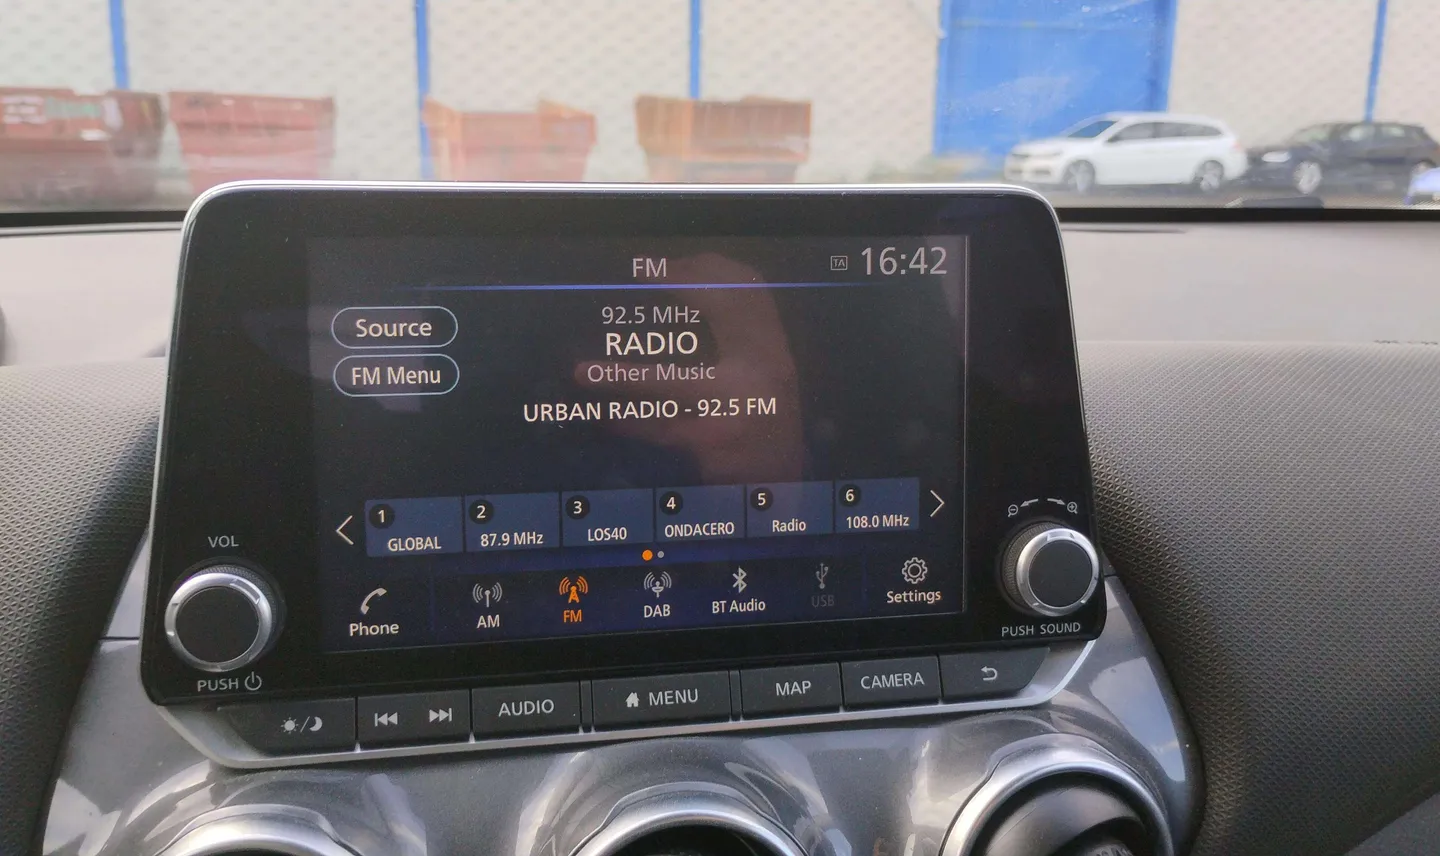 FM
TA 16:42
Source
FM Menu
92.5 MHz
RADIO
Other Music
URBAN RADIO - 92.5 FM
1 GLOBAL
2 87.9 MHz
3 LOS40
4 ONDACERO
5 Radio
6 108.0 MHz
Phone
AM
FM
DAB
BT Audio
USB
Settings
VOL
PUSH
PUSH SOUND
AUDIO
MENU
MAP
CAMERA